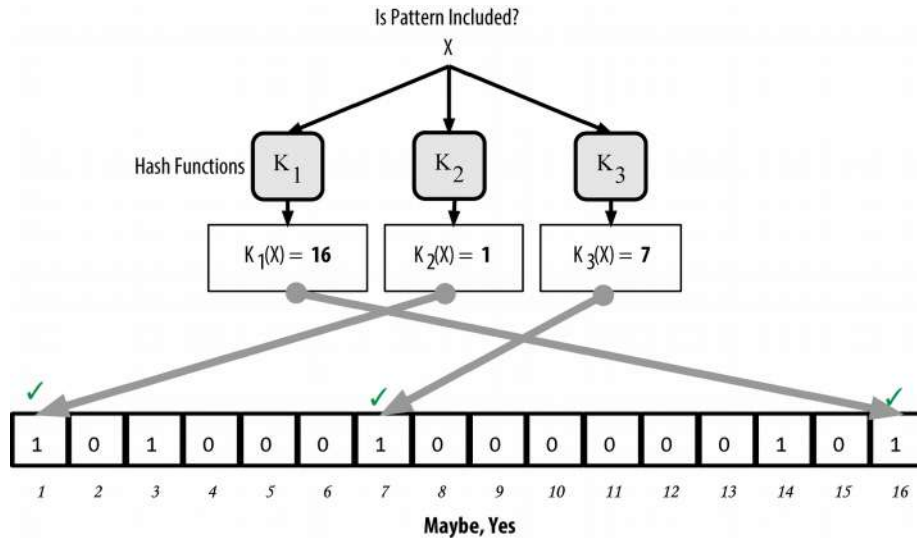 Is Pattern Included?
X
Hash Functions K1 K2 K3
K1(X) = 16 K2(X) = 1 K3(X) = 7
✓ ✓ ✓
1 0 1 0 0 0 1 0 0 0 0 0 0 1 0 1
1 2 3 4 5 6 7 8 9 10 11 12 13 14 15 16
Maybe, Yes